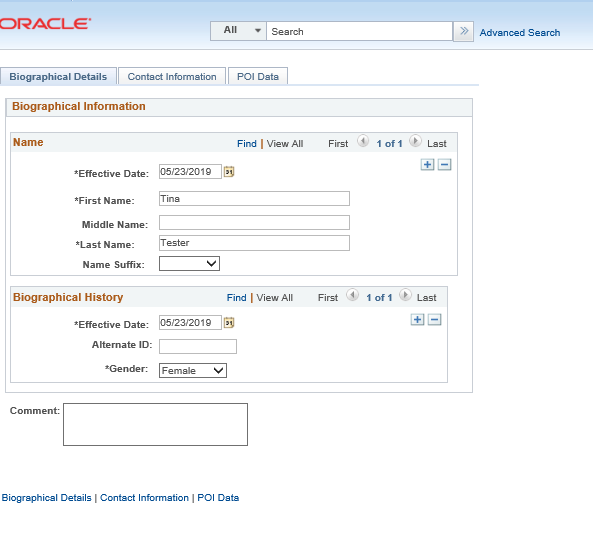 ORACLE
All Search Advanced Search
Biographical Details Contact Information POI Data
Biographical Information
Name Find | View All First 1 of 1 Last
*Effective Date: 05/23/2019 31
*First Name: Tina
Middle Name:
*Last Name: Tester
Name Suffix:
Biographical History Find | View All First 1 of 1 Last
*Effective Date: 05/23/2019 31
Alternate ID:
*Gender: Female
Comment:
Biographical Details | Contact Information | POI Data